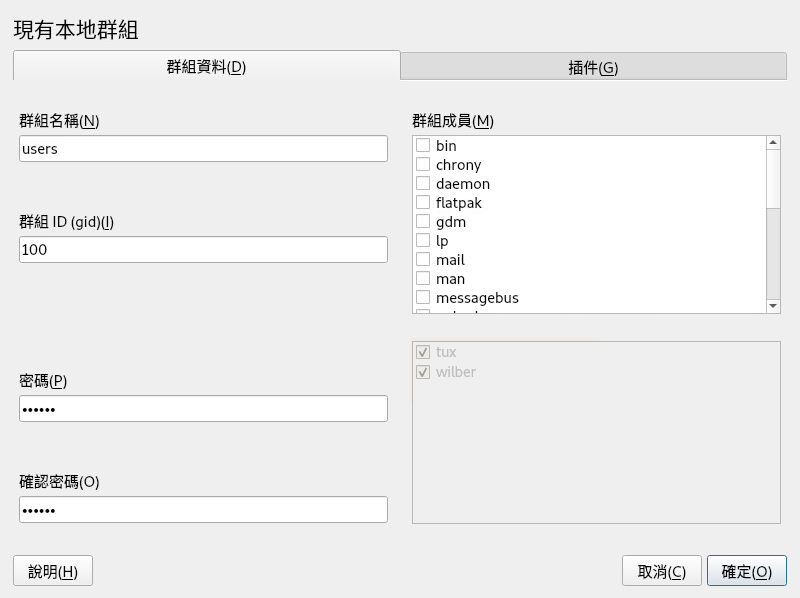 現有本地群組
群組資料(D)
插件(G)
群組名稱(N)
users
群組 ID (gid)(I)
100
密碼(P)
••••••
確認密碼(O)
••••••
群組成員(M)
bin
chrony
daemon
flatpak
gdm
lp
mail
man
messagebus
tux
wilber
說明(H)
取消(C)
確定(O)